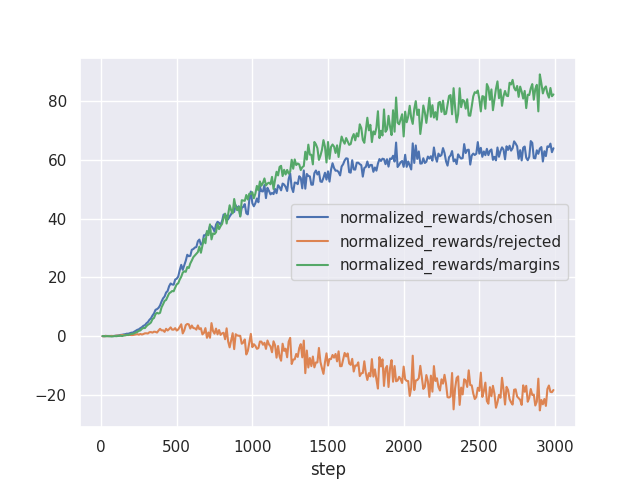 80
60
40
20
0
−20
normalized_rewards/chosen
normalized_rewards/rejected
normalized_rewards/margins
0 500 1000 1500 2000 2500 3000
step